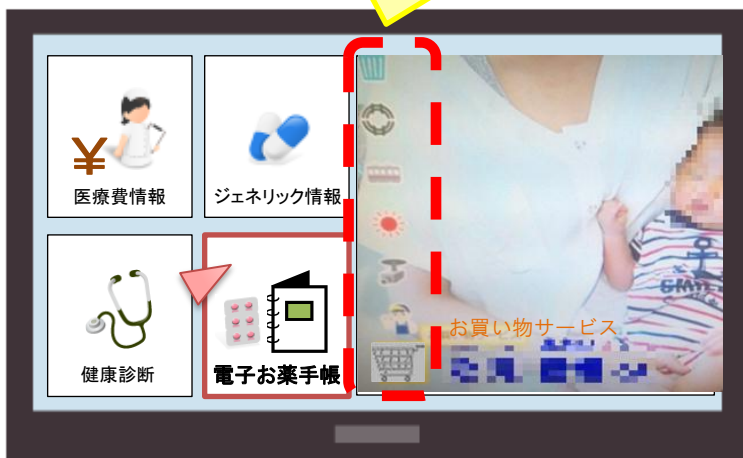 ¥
医療費情報
ジェネリック情報
健康診断
電子お薬手帳
お買い物サービス